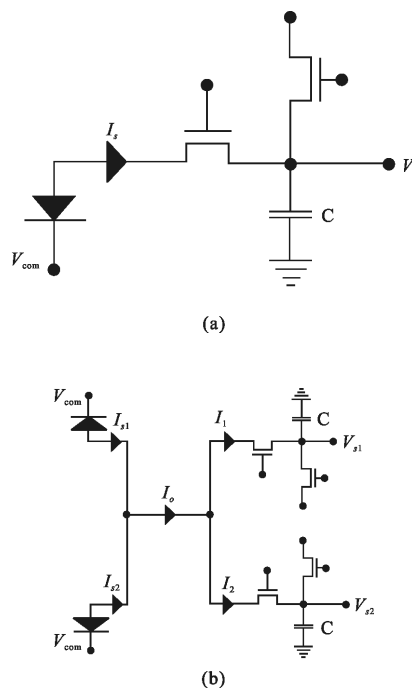 I_s
V
C
V_com
(a)
V_com
I_s1
I_1
C
V_s1
I_o
I_s2
I_2
V_com
V_s2
C
(b)